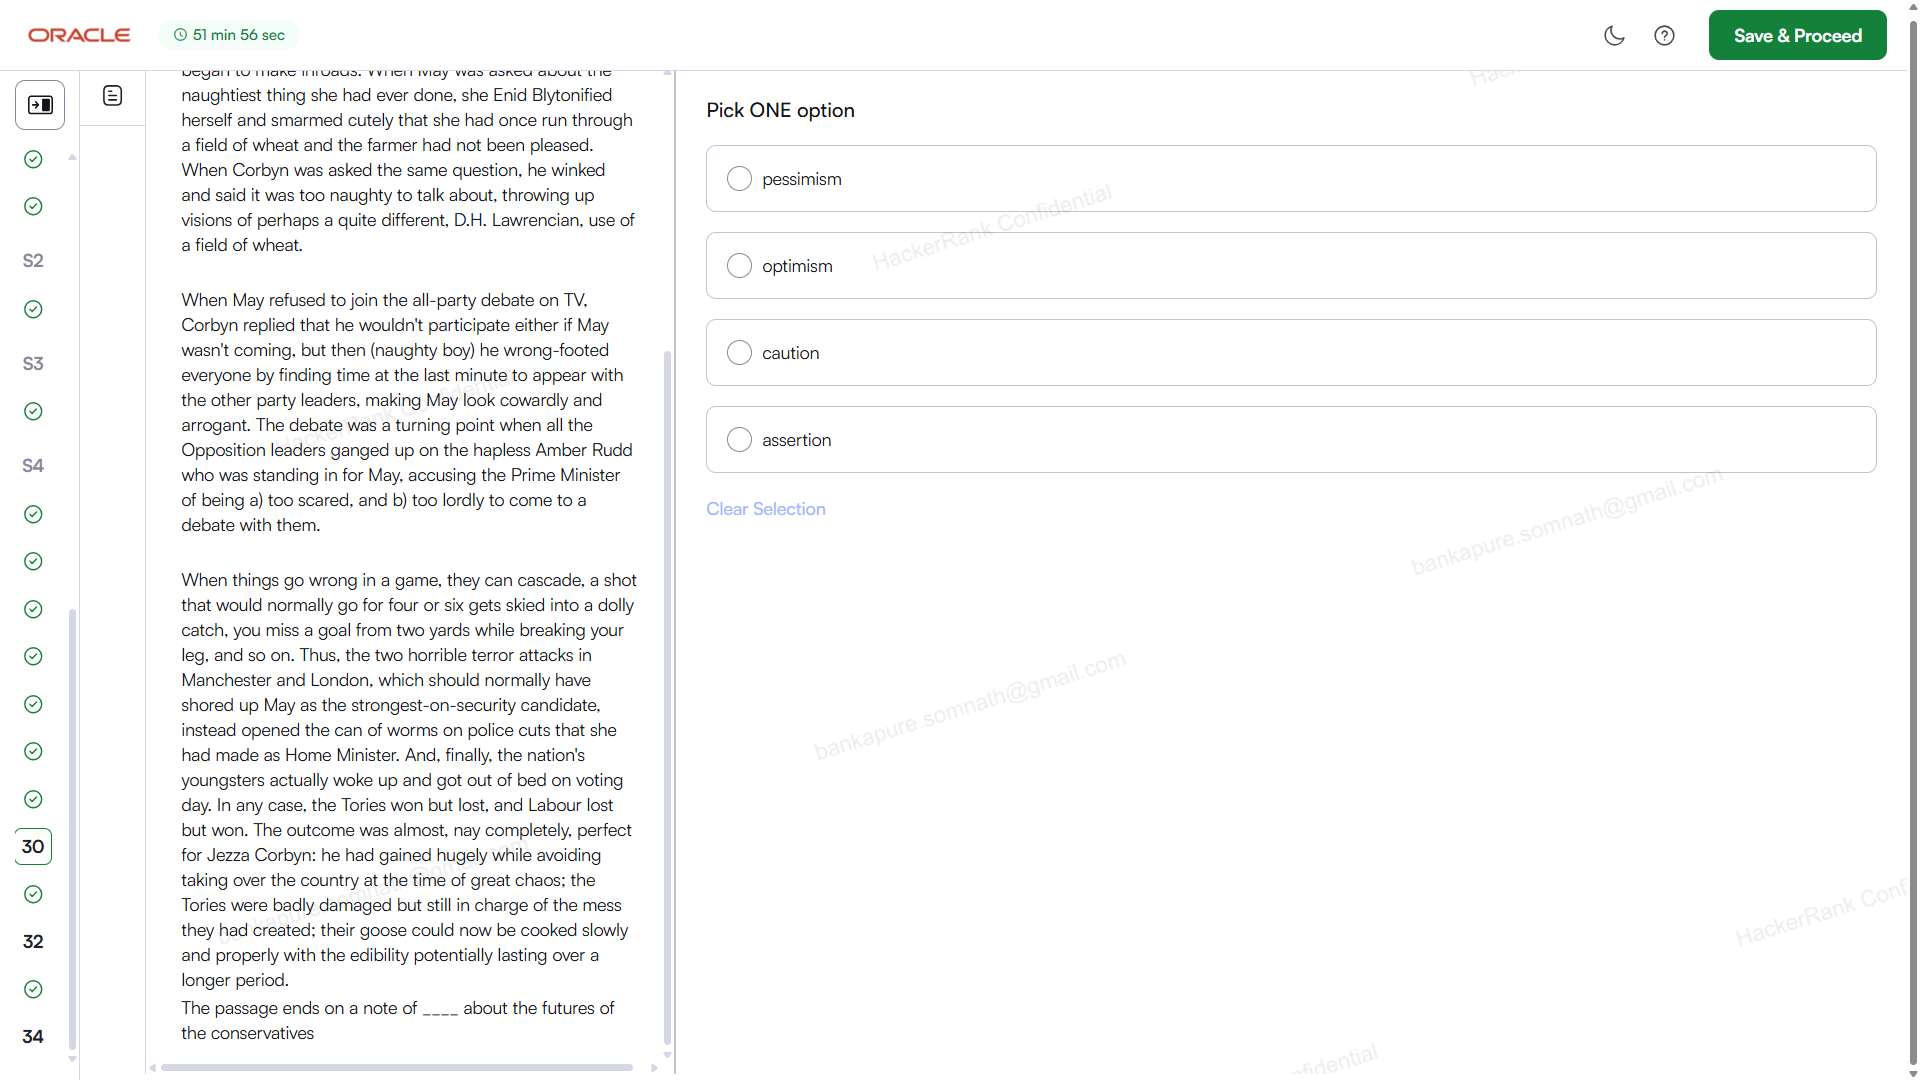 ORACLE
51 min 56 sec
Save & Proceed
began to make inroads. When May was asked about the
naughtiest thing she had ever done, she Enid Blytonified
herself and smarmed cutely that she had once run through
a field of wheat and the farmer had not been pleased.
When Corbyn was asked the same question, he winked
and said it was too naughty to talk about, throwing up
visions of perhaps a quite different, D.H. Lawrencian, use of
a field of wheat.
When May refused to join the all-party debate on TV,
Corbyn replied that he wouldn't participate either if May
wasn't coming, but then (naughty boy) he wrong-footed
everyone by finding time at the last minute to appear with
the other party leaders, making May look cowardly and
arrogant. The debate was a turning point when all the
Opposition leaders ganged up on the hapless Amber Rudd
who was standing in for May, accusing the Prime Minister
of being a) too scared, and b) too lordly to come to a
debate with them.
When things go wrong in a game, they can cascade, a shot
that would normally go for four or six gets skied into a dolly
catch, you miss a goal from two yards while breaking your
leg, and so on. Thus, the two horrible terror attacks in
Manchester and London, which should normally have
shored up May as the strongest-on-security candidate,
instead opened the can of worms on police cuts that she
had made as Home Minister. And, finally, the nation's
youngsters actually woke up and got out of bed on voting
day. In any case, the Tories won but lost, and Labour lost
but won. The outcome was almost, nay completely, perfect
for Jezza Corbyn: he had gained hugely while avoiding
taking over the country at the time of great chaos; the
Tories were badly damaged but still in charge of the mess
they had created; their goose could now be cooked slowly
and properly with the edibility potentially lasting over a
longer period.
The passage ends on a note of ____ about the futures of
the conservatives
S2
S3
S4
30
32
34
Pick ONE option
pessimism
optimism
caution
assertion
Clear Selection
HackerRank Confidential
bankapure.somnath@gmail.com
bankapure.somnath@gmail.com
HackerRank Confidential
bankapure.somnath@gmail.com
HackerRank Conf